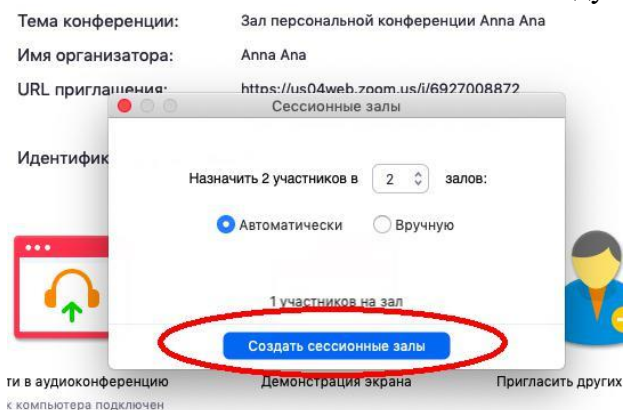 ду
Тема конференции: Зал персональной конференции Anna Ana
Имя организатора: Anna Ana
URL приглашения: https://us04web.zoom.us/j/6927008872
Сессионные залы
Идентифик
Назначить 2 участников в 2 залов:
Автоматически Вручную
1 участников на зал
Создать сессионные залы
ти в аудиоконференцию Демонстрация экрана Пригласить других
к компьютера подключен